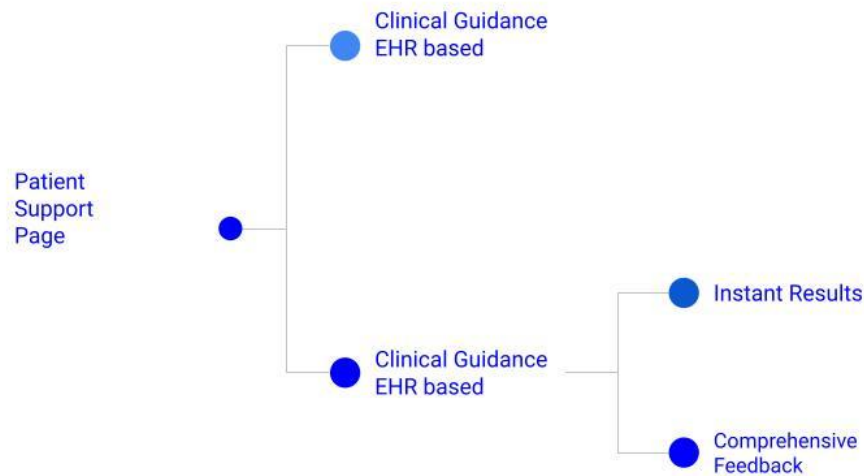 Clinical Guidance
EHR based
Patient
Support
Page
Instant Results
Clinical Guidance
EHR based
Comprehensive
Feedback